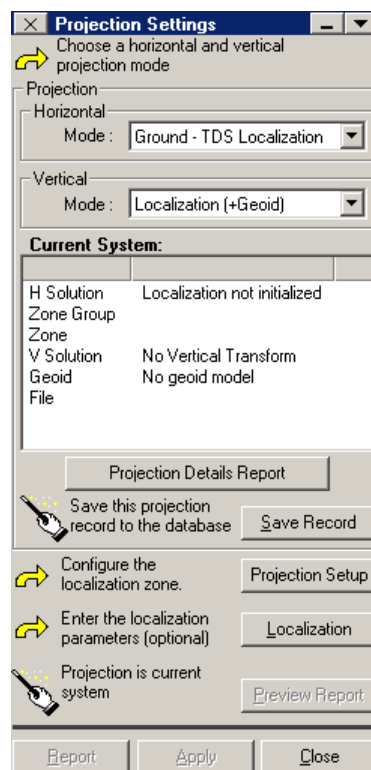 Projection Settings
Choose a horizontal and vertical
projection mode
Projection
Horizontal
Mode : Ground - TDS Localization
Vertical
Mode : Localization (+Geoid)
Current System:
H Solution Localization not initialized
Zone Group
Zone
V Solution No Vertical Transform
Geoid No geoid model
File
Projection Details Report
Save this projection
record to the database Save Record
Configure the
localization zone. Projection Setup
Enter the localization
parameters (optional) Localization
Projection is current
system Preview Report
Report Apply Close